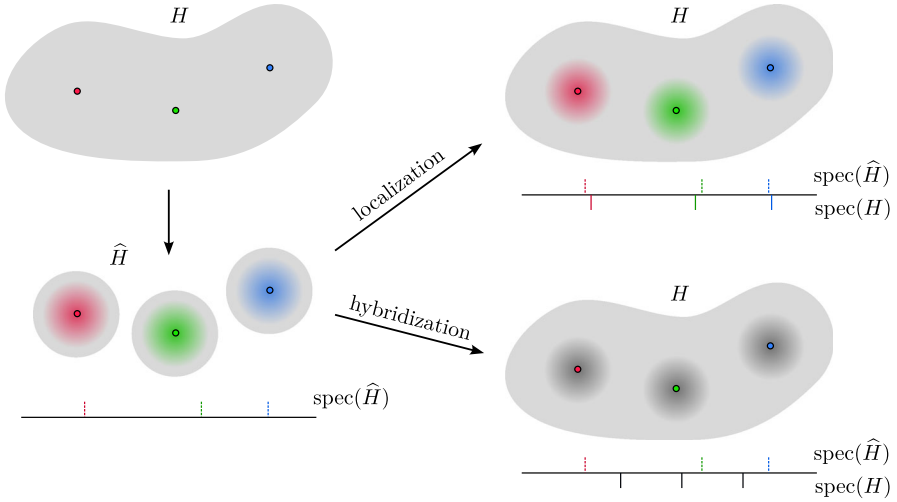 H
H
localization
spec(Ĥ)
spec(H)
Ĥ
H
hybridization
spec(Ĥ)
spec(Ĥ)
spec(H)